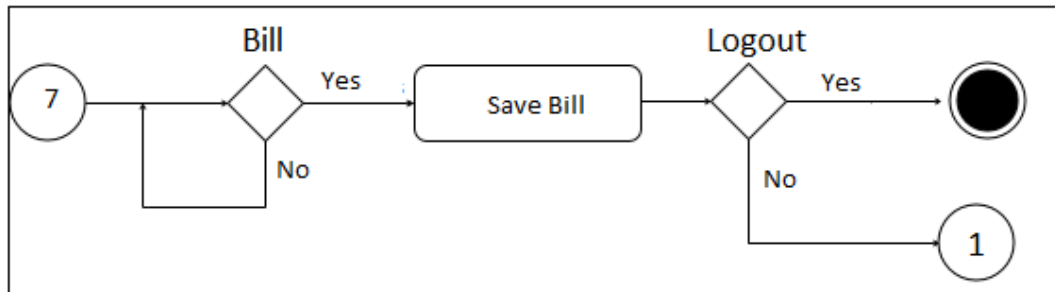 Bill
Logout
7
Yes
Save Bill
Yes
No
No
1